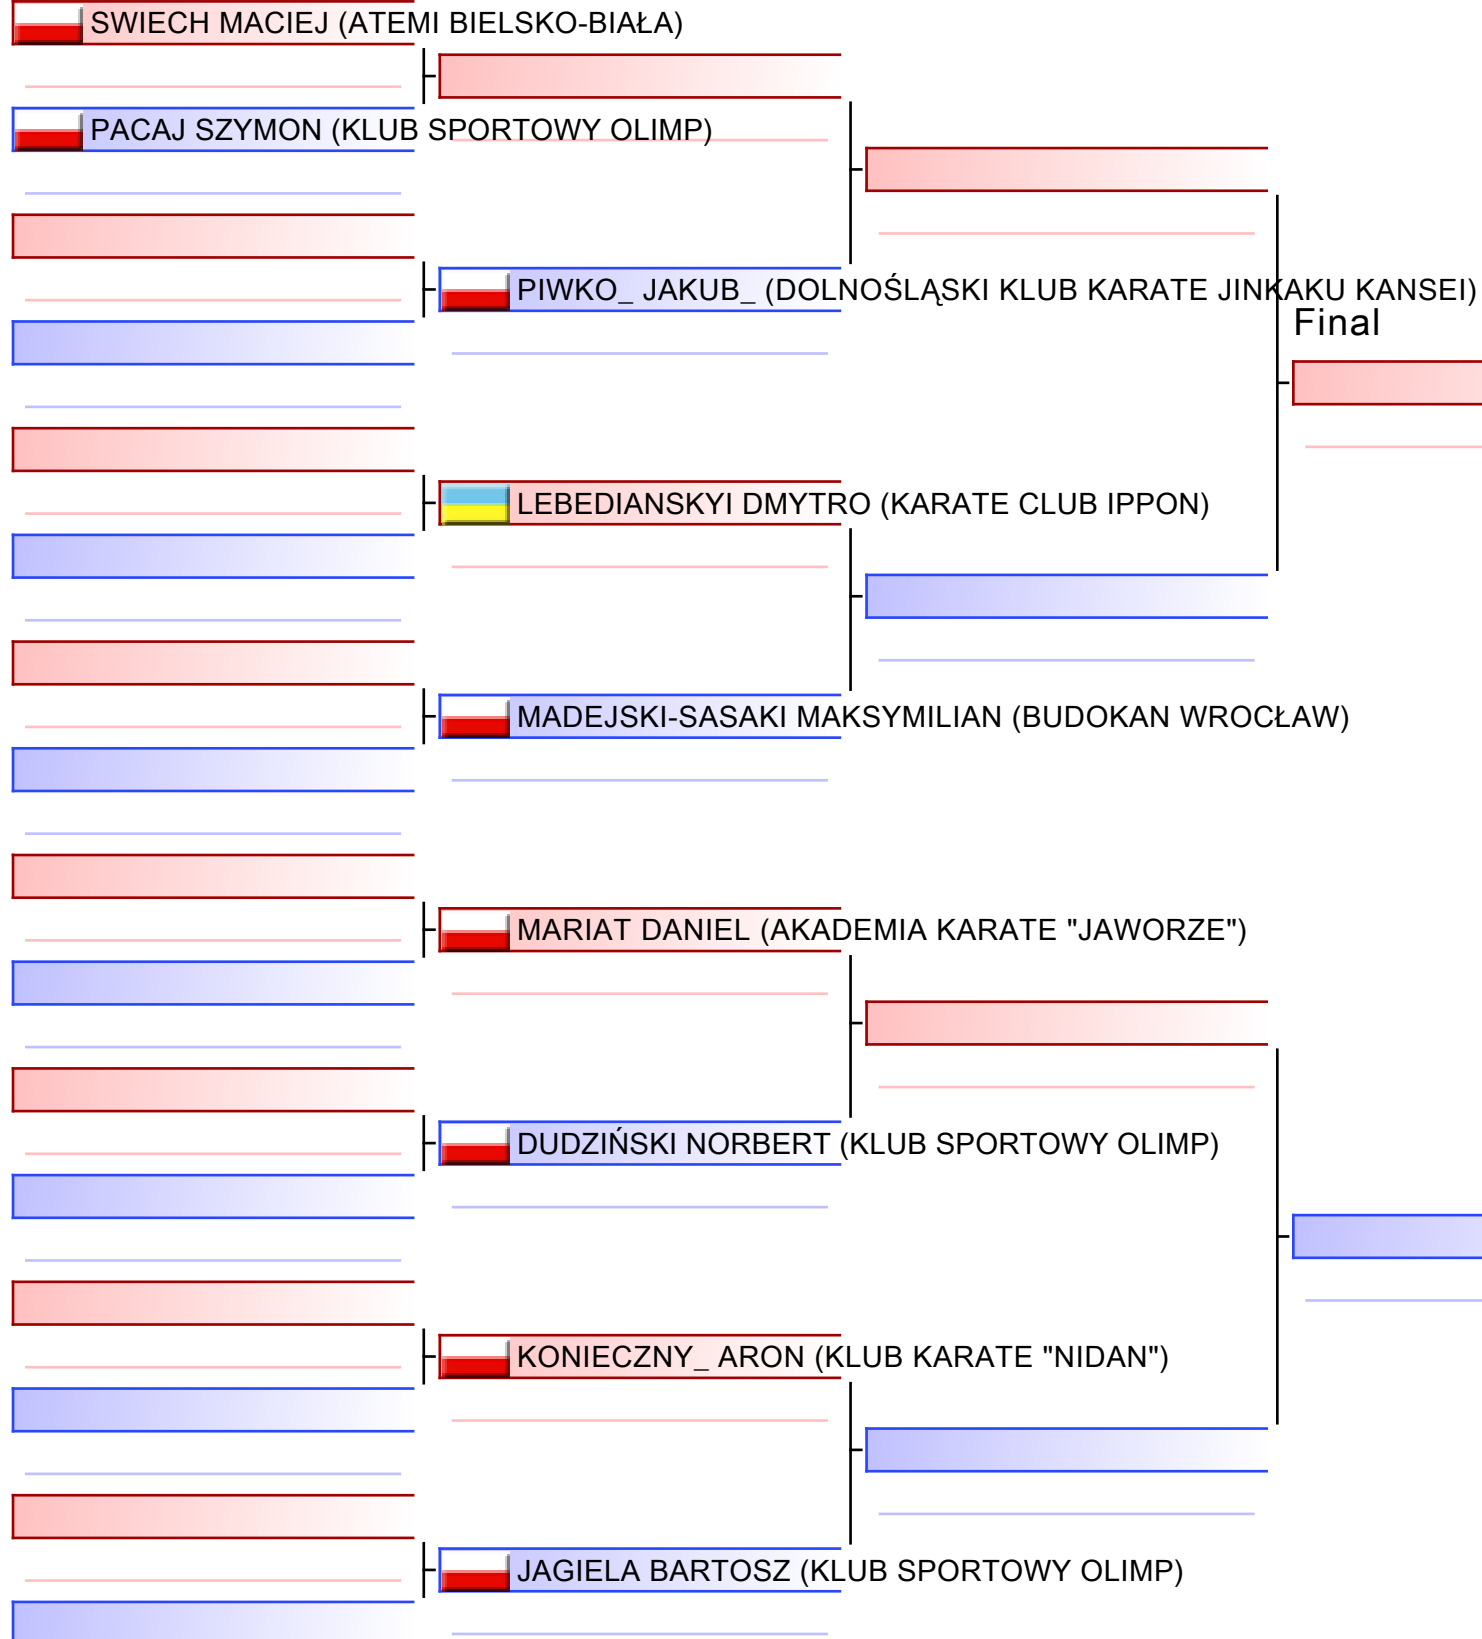 SWIECH MACIEJ (ATEMI BIELSKO-BIAŁA)
PACAJ SZYMON (KLUB SPORTOWY OLIMP)
PIWKO_ JAKUB_ (DOLNOŚLĄSKI KLUB KARATE JINKAKU KANSEI)
Final
LEBEDIANSKYI DMYTRO (KARATE CLUB IPPON)
MADEJSKI-SASAKI MAKSYMILIAN (BUDOKAN WROCŁAW)
MARIAT DANIEL (AKADEMIA KARATE "JAWORZE")
DUDZIŃSKI NORBERT (KLUB SPORTOWY OLIMP)
KONIECZNY_ ARON (KLUB KARATE "NIDAN")
JAGIELA BARTOSZ (KLUB SPORTOWY OLIMP)